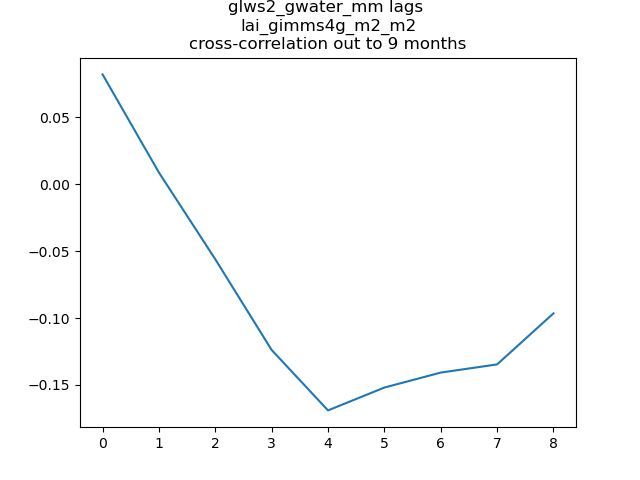 glws2_gwater_mm lags
lai_gimms4g_m2_m2
cross-correlation out to 9 months
0.05
0.00
−0.05
−0.10
−0.15
0 1 2 3 4 5 6 7 8